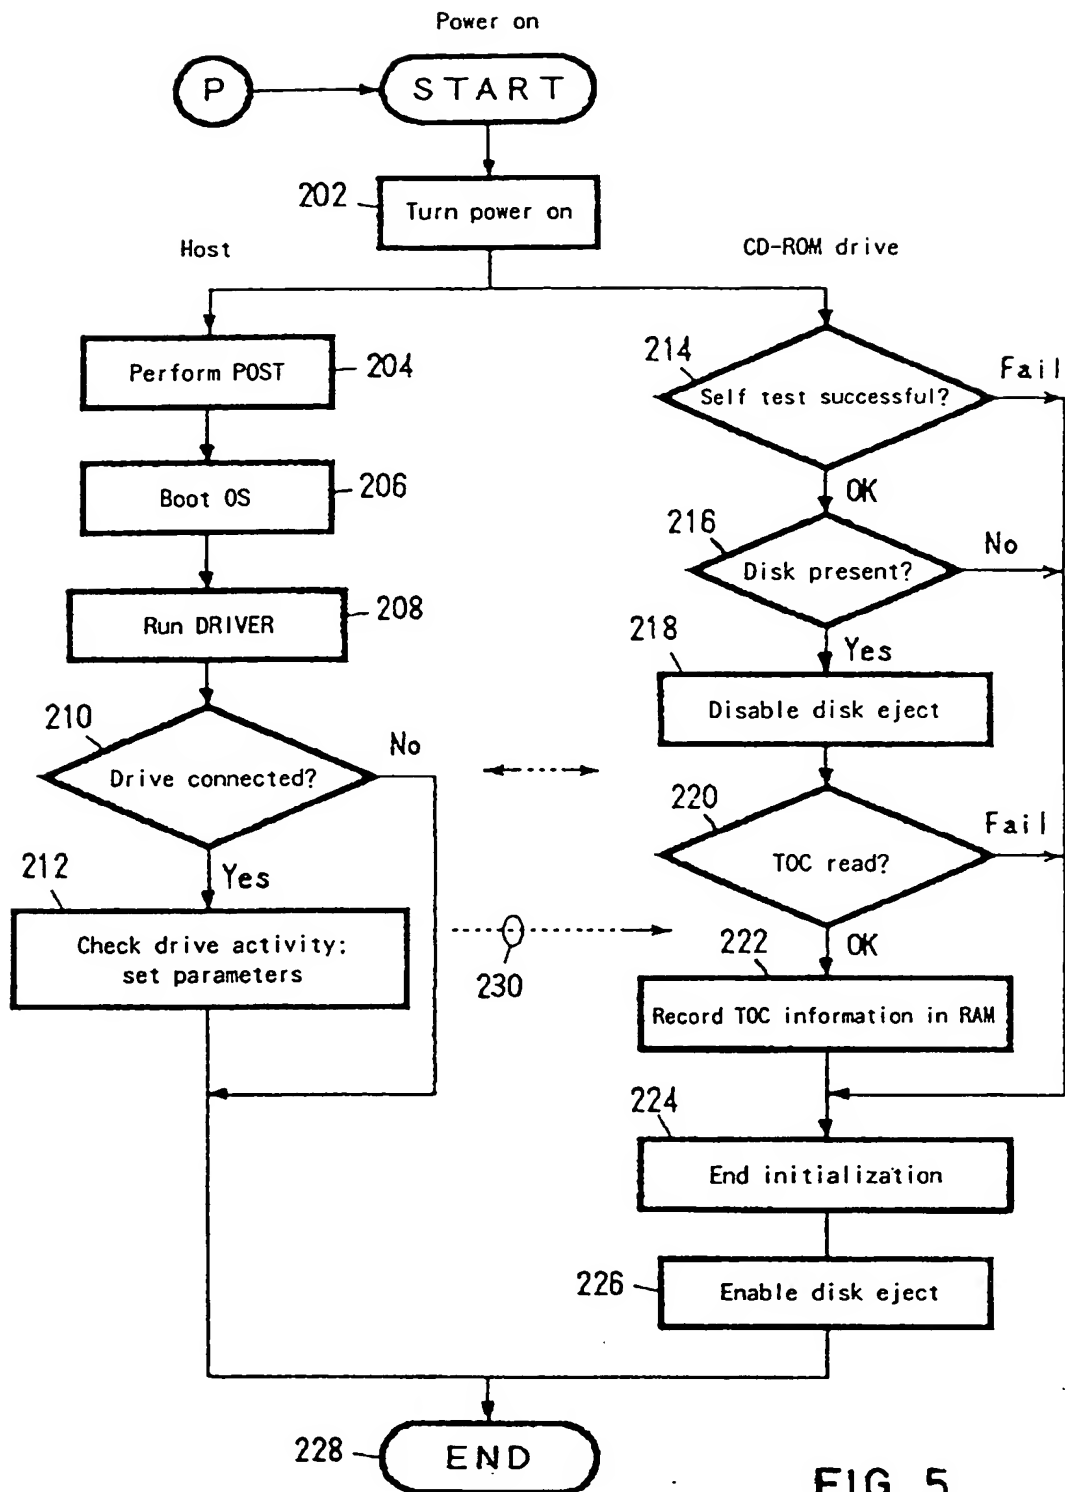 Power on
P
START
202
Turn power on
Host
CD-ROM drive
Perform POST
204
214
Self test successful?
Fail
OK
Boot OS
206
216
Disk present?
No
Yes
Run DRIVER
208
218
Disable disk eject
210
Drive connected?
No
Yes
220
TOC read?
Fail
OK
212
Check drive activity:
set parameters
230
222
Record TOC information in RAM
224
End initialization
226
Enable disk eject
228
END
FIG. 5